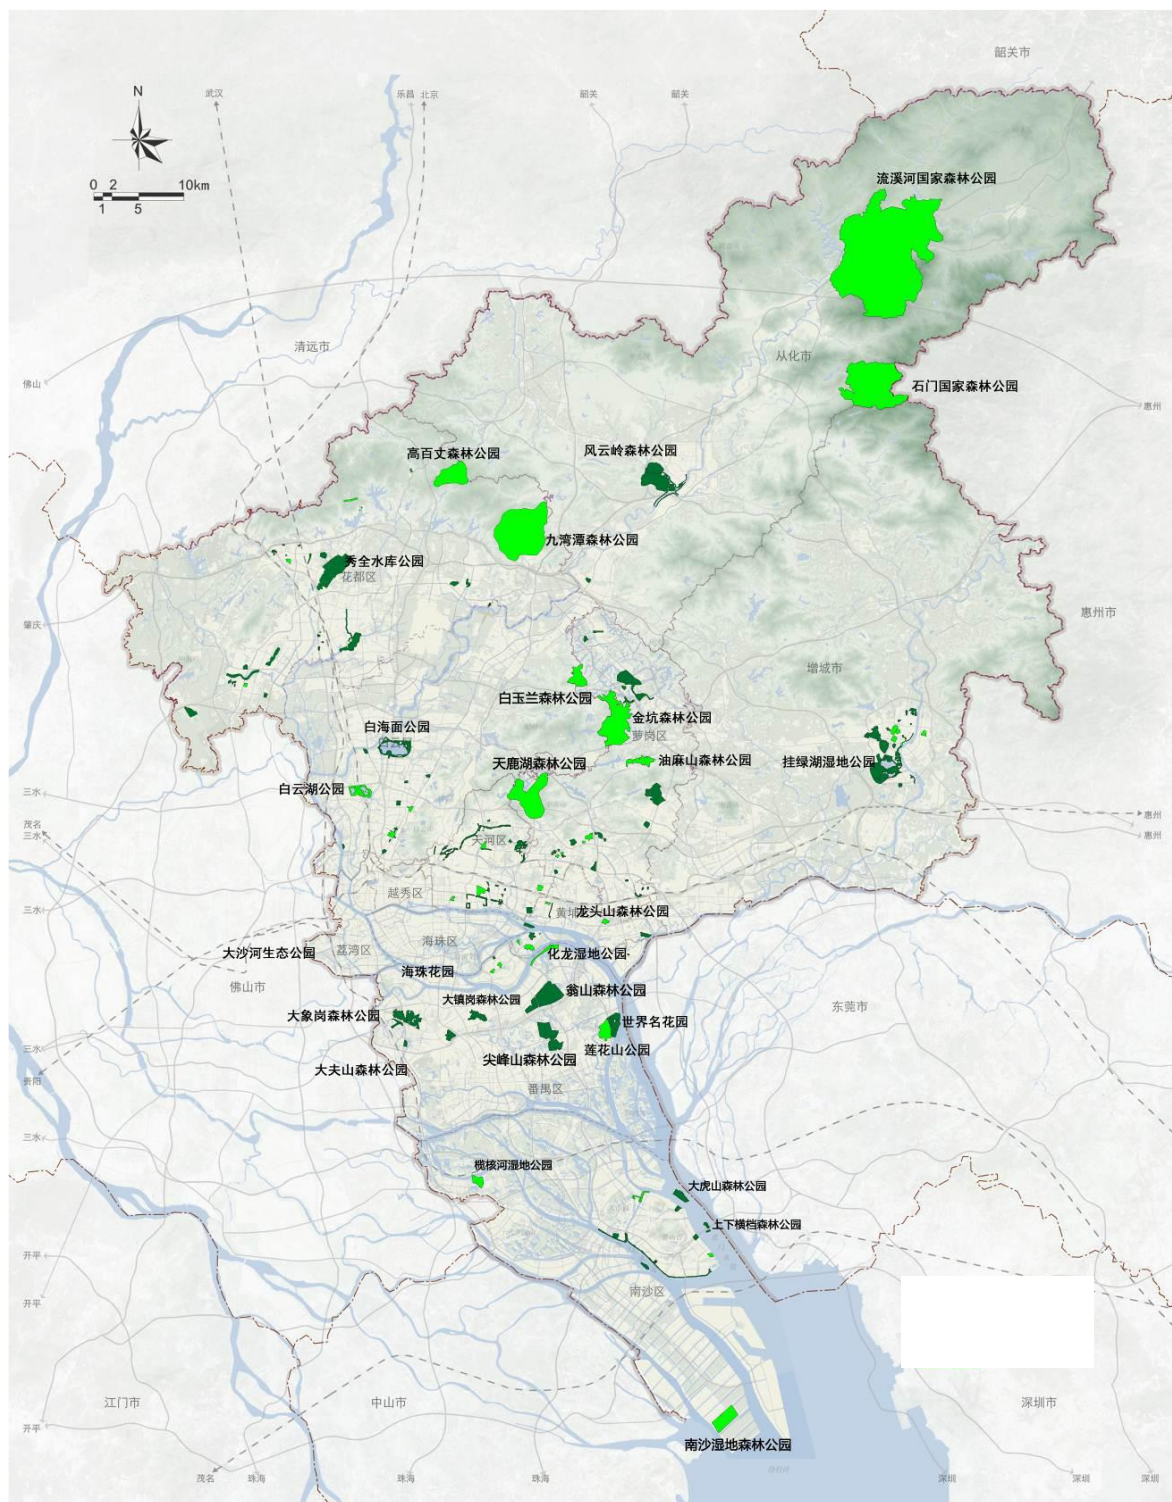 韶关市
N
武汉
乐昌
北京
韶关
韶关
0 2 10km
1 5
流溪河国家森林公园
清远市
从化市
佛山
石门国家森林公园
惠州
高百丈森林公园
风云岭森林公园
九湾潭森林公园
秀全水库公园
花都区
惠州市
肇庆
增城市
白玉兰森林公园
金坑森林公园
白海面公园
萝岗区
天鹿湖森林公园
油麻山森林公园
挂绿湖湿地公园
白云湖公园
三水
茂名
三水
惠州
惠州
天河区
越秀区
三水
黄埔
龙头山森林公园
海珠区
荔湾区
大沙河生态公园
化龙湿地公园
海珠花园
佛山市
翁山森林公园
大镇岗森林公园
东莞市
大象岗森林公园
世界名花园
三水
莲花山公园
尖峰山森林公园
大夫山森林公园
贵阳
番禺区
三水
榄核河湿地公园
大虎山森林公园
上下横档森林公园
开平
南沙区
开平
江门市
中山市
深圳市
开平
南沙湿地森林公园
茂名
珠海
珠海
珠海
深圳
深圳
深圳